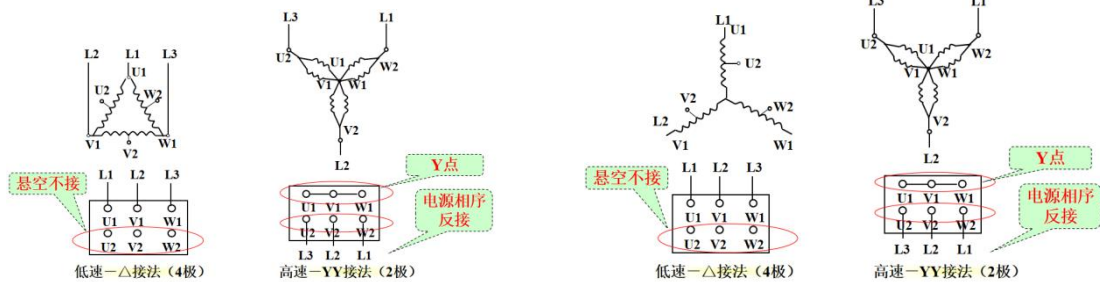 L3
L1
L2 L1 L3
U1
U2
W2
V1
V2
W1
U2
U1
W2
V1 W1
V2
L2
悬空不接
L1 L2 L3
U1 V1 W1
U2 V2 W2
低速－△接法（4极）
Y点
U1 V1 W1
U2 V2 W2
L3 L2 L1
电源相序
反接
高速－YY接法（2极）
L1
U1
U2
V2
W2
L2
V1
W1
悬空不接
L1 L2 L3
U1 V1 W1
U2 V2 W2
低速－△接法（4极）
L3
L1
U2
U1
W2
V1 W1
V2
L2
Y点
U1 V1 W1
U2 V2 W2
L3 L2 L1
电源相序
反接
高速－YY接法（2极）